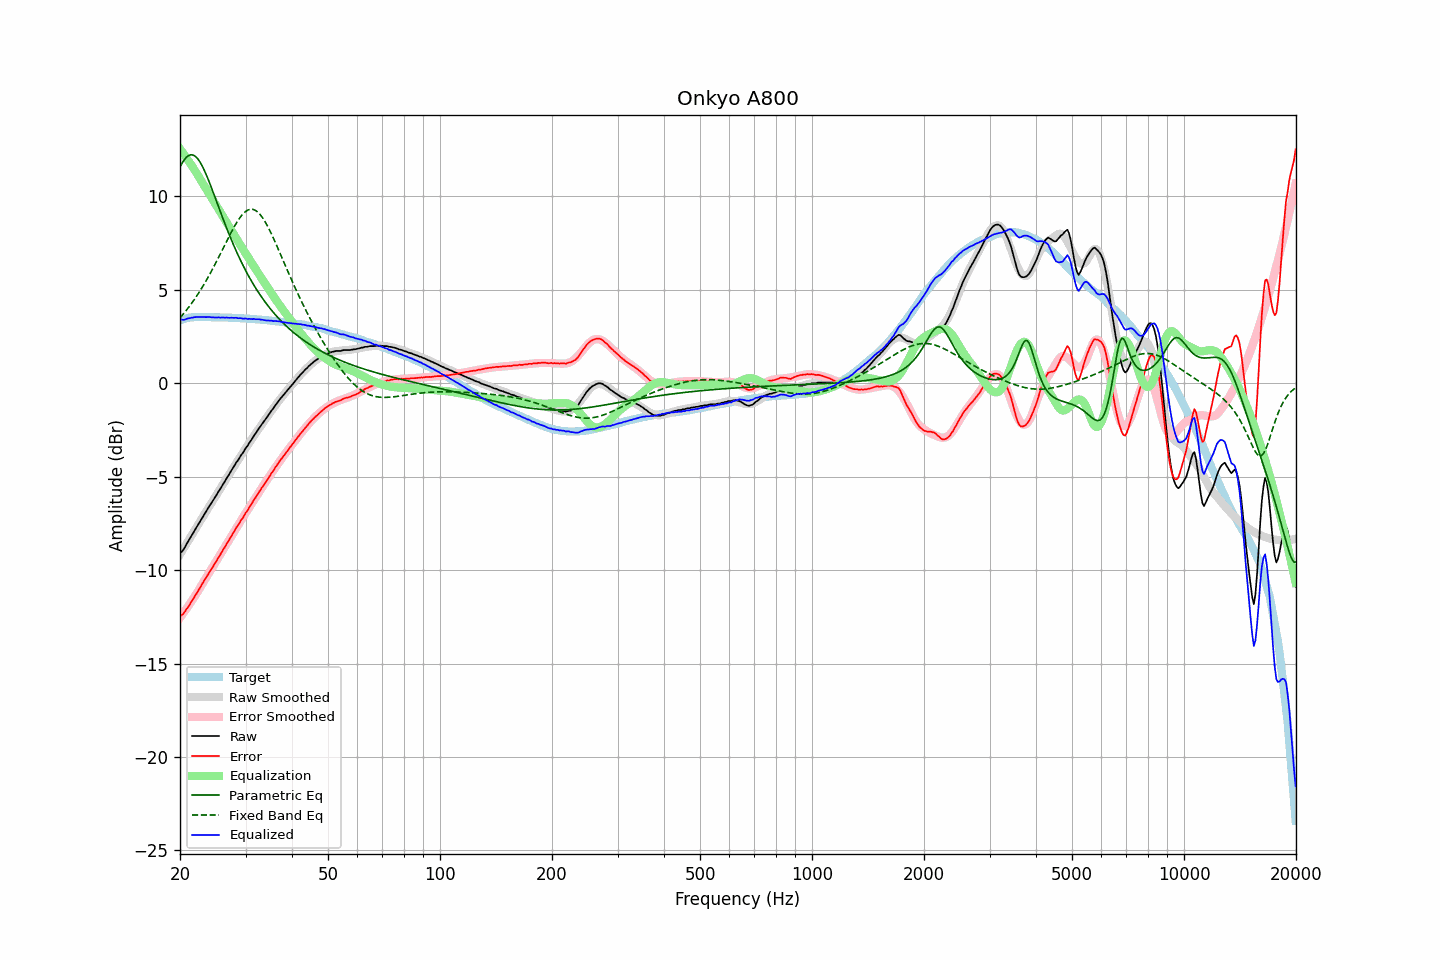 Onkyo A800
Amplitude (dBr)
10
5
0
−5
−10
−15
−20
−25
Target
Raw Smoothed
Error Smoothed
Raw
Error
Equalization
Parametric Eq
Fixed Band Eq
Equalized
20 50 100 200 500 1000 2000 5000 10000 20000
Frequency (Hz)